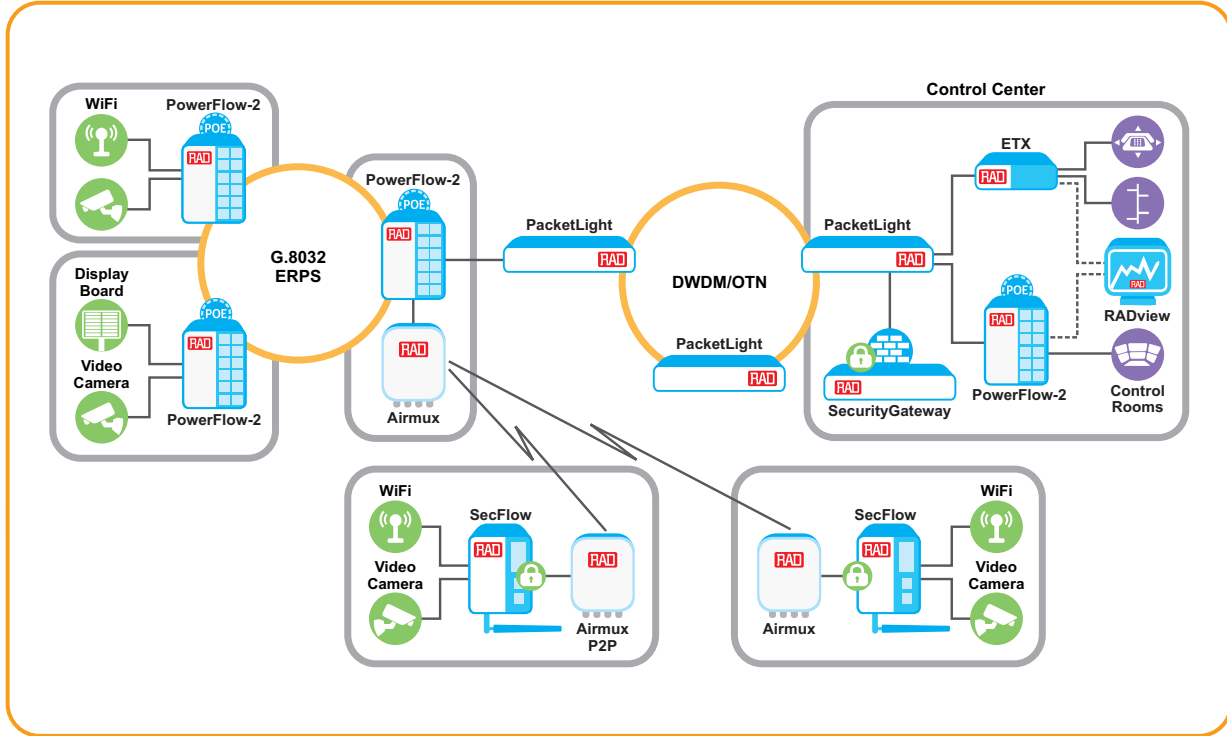 Control Center
WiFi
PowerFlow-2
POE
RAD
Display
Board
Video
Camera
POE
RAD
PowerFlow-2
G.8032
ERPS
PowerFlow-2
POE
RAD
RAD
Airmux
PacketLight
RAD
DWDM/OTN
PacketLight
RAD
PacketLight
RAD
ETX
RAD
RAD
RADview
POE
RAD
PowerFlow-2
RAD
SecurityGateway
Control
Rooms
WiFi
SecFlow
RAD
Video
Camera
RAD
Airmux
P2P
RAD
Airmux
SecFlow
RAD
WiFi
Video
Camera